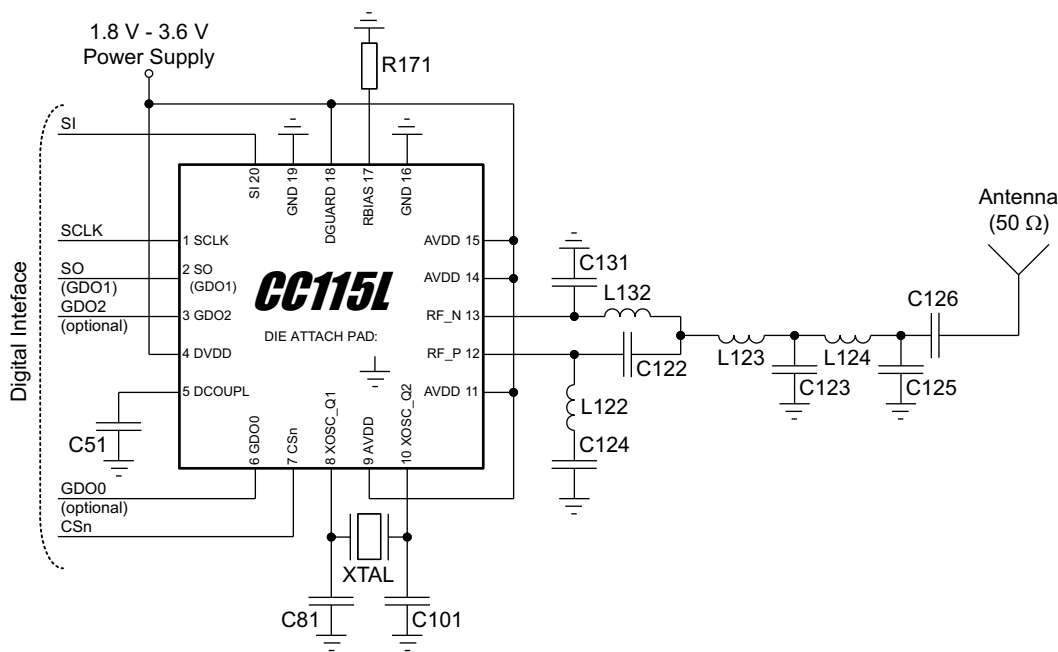 1.8 V - 3.6 V
Power Supply
R171
SI
SI 20
GND 19
DGUARD 18
RBIAS 17
GND 16
Antenna
(50 Ω)
Digital Inteface
SCLK
1 SCLK
AVDD 15
SO
(GDO1)
2 SO
(GDO1)
CC115L
AVDD 14
C131
L132
C126
GDO2
(optional)
3 GDO2
DIE ATTACH PAD:
RF_N 13
4 DVDD
RF_P 12
C122
L123
L124
C123
C125
5 DCOUPL
AVDD 11
L122
C51
6 GDO0
7 CSn
8 XOSC_Q1
9 AVDD
10 XOSC_Q2
C124
GDO0
(optional)
CSn
XTAL
C81
C101